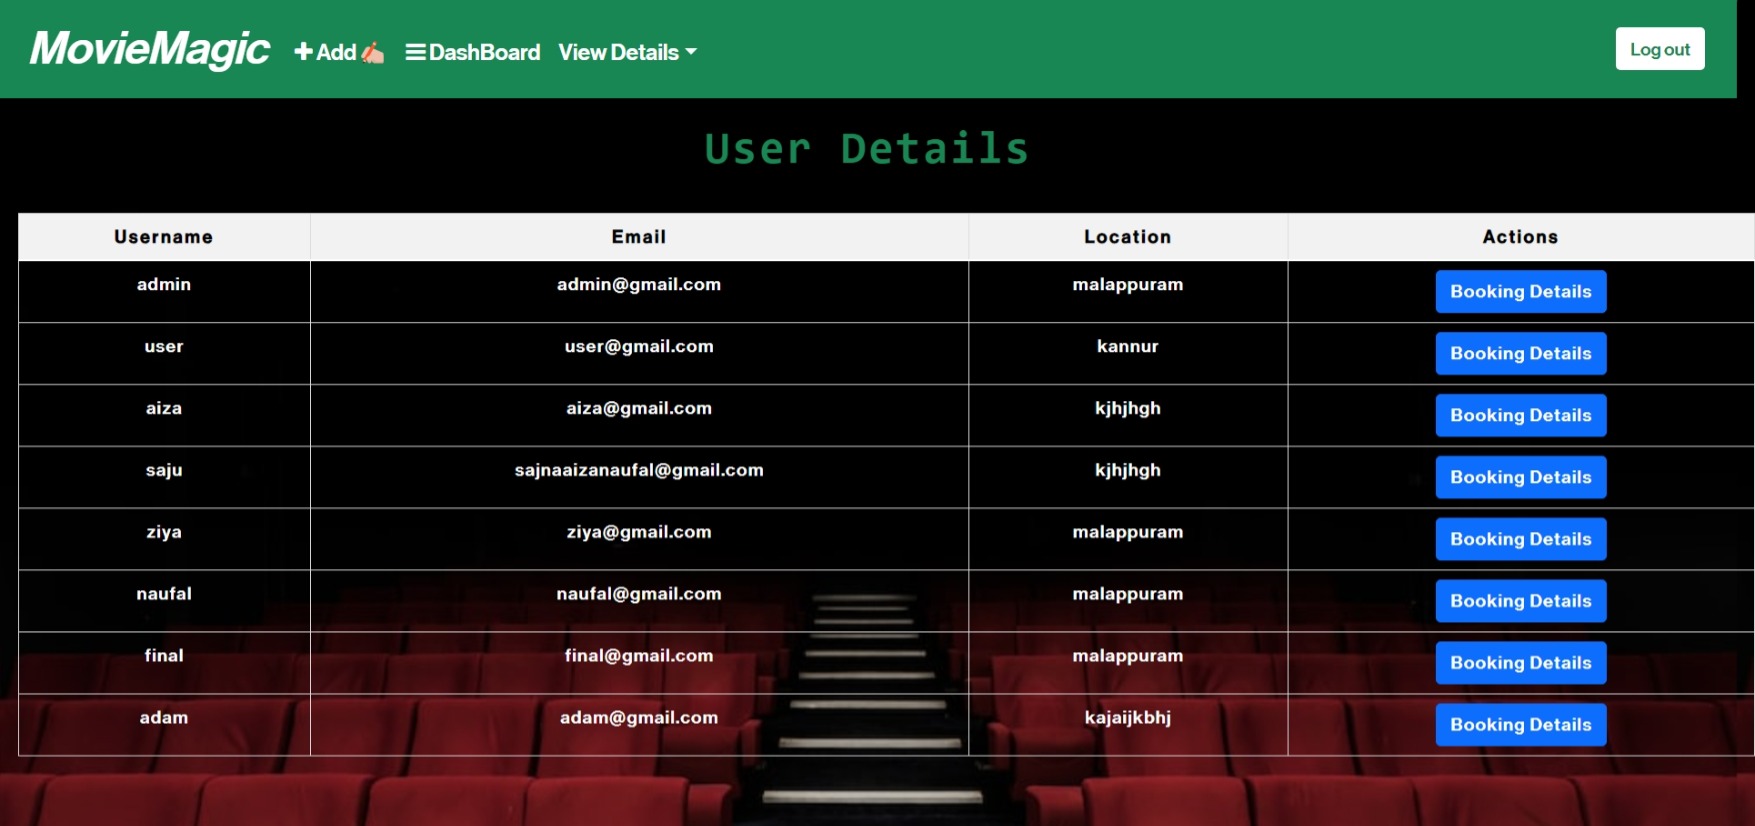 MovieMagic Add DashBoard View Details Log out
User Details
Username Email Location Actions
admin admin@gmail.com malappuram Booking Details
user user@gmail.com kannur Booking Details
aiza aiza@gmail.com kjhjhgh Booking Details
saju sajnaaizanaufal@gmail.com kjhjhgh Booking Details
ziya ziya@gmail.com malappuram Booking Details
naufal naufal@gmail.com malappuram Booking Details
final final@gmail.com malappuram Booking Details
adam adam@gmail.com kajaijkbhj Booking Details